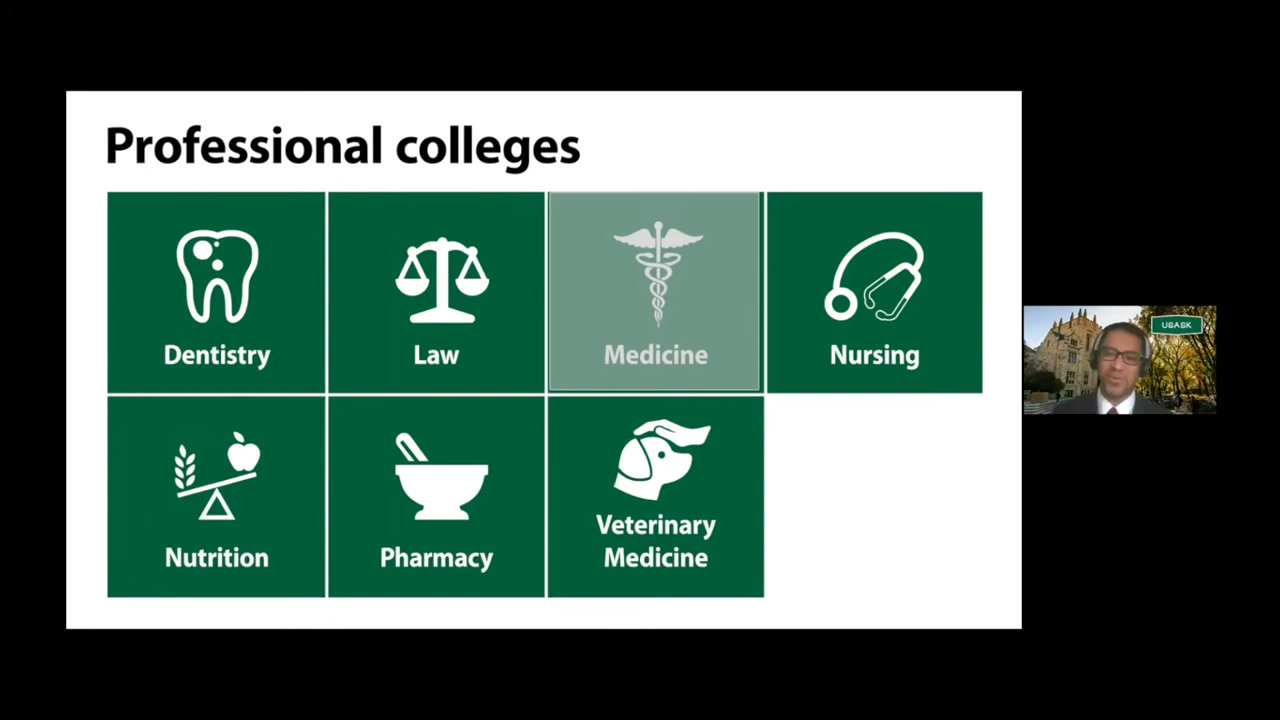 Professional colleges
Dentistry
Law
Medicine
Nursing
Nutrition
Pharmacy
Veterinary
Medicine
USASK